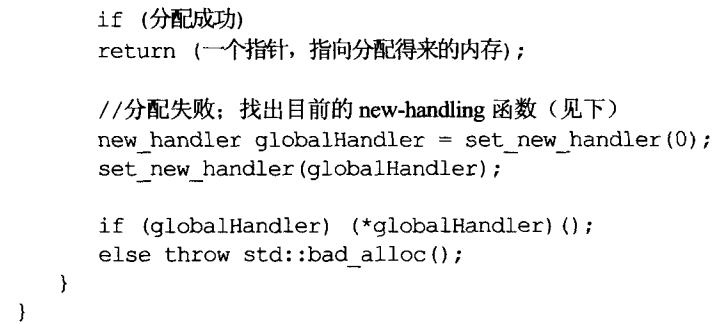 if (分配成功)
return (一个指针，指向分配得来的内存);
//分配失败；找出目前的 new-handling 函数（见下）
new_handler globalHandler = set_new_handler(0);
set_new_handler(globalHandler);
if (globalHandler) (*globalHandler)();
else throw std::bad_alloc();
}
}